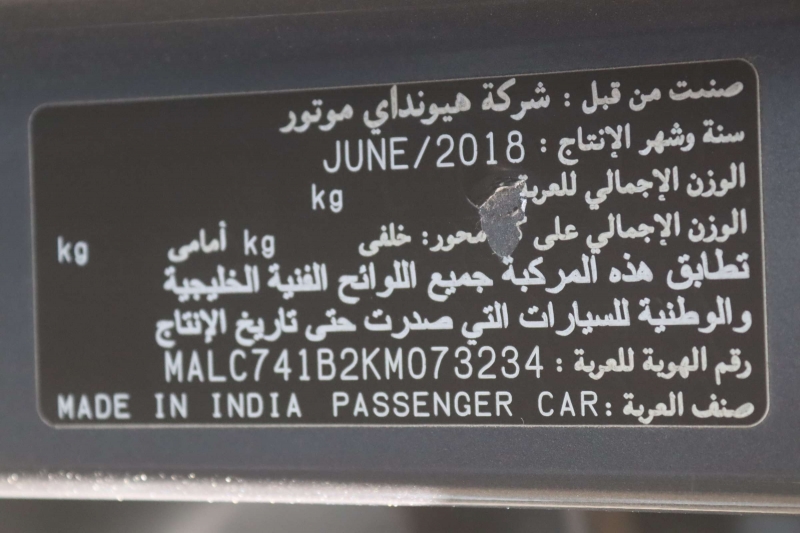 صنعت من قبل : شركة هيونداي موتور
سنة وشهر الإنتاج : JUNE/2018
الوزن الإجمالي للعربة kg
الوزن الإجمالي على محور: خلفى kg أمامى kg
تطابق هذه المركبة جميع اللوائح الفنية الخليجية
والوطنية للسيارات التي صدرت حتى تاريخ الإنتاج
رقم الهوية للعربة : MALC741B2KM073234
صنف العربة : MADE IN INDIA PASSENGER CAR